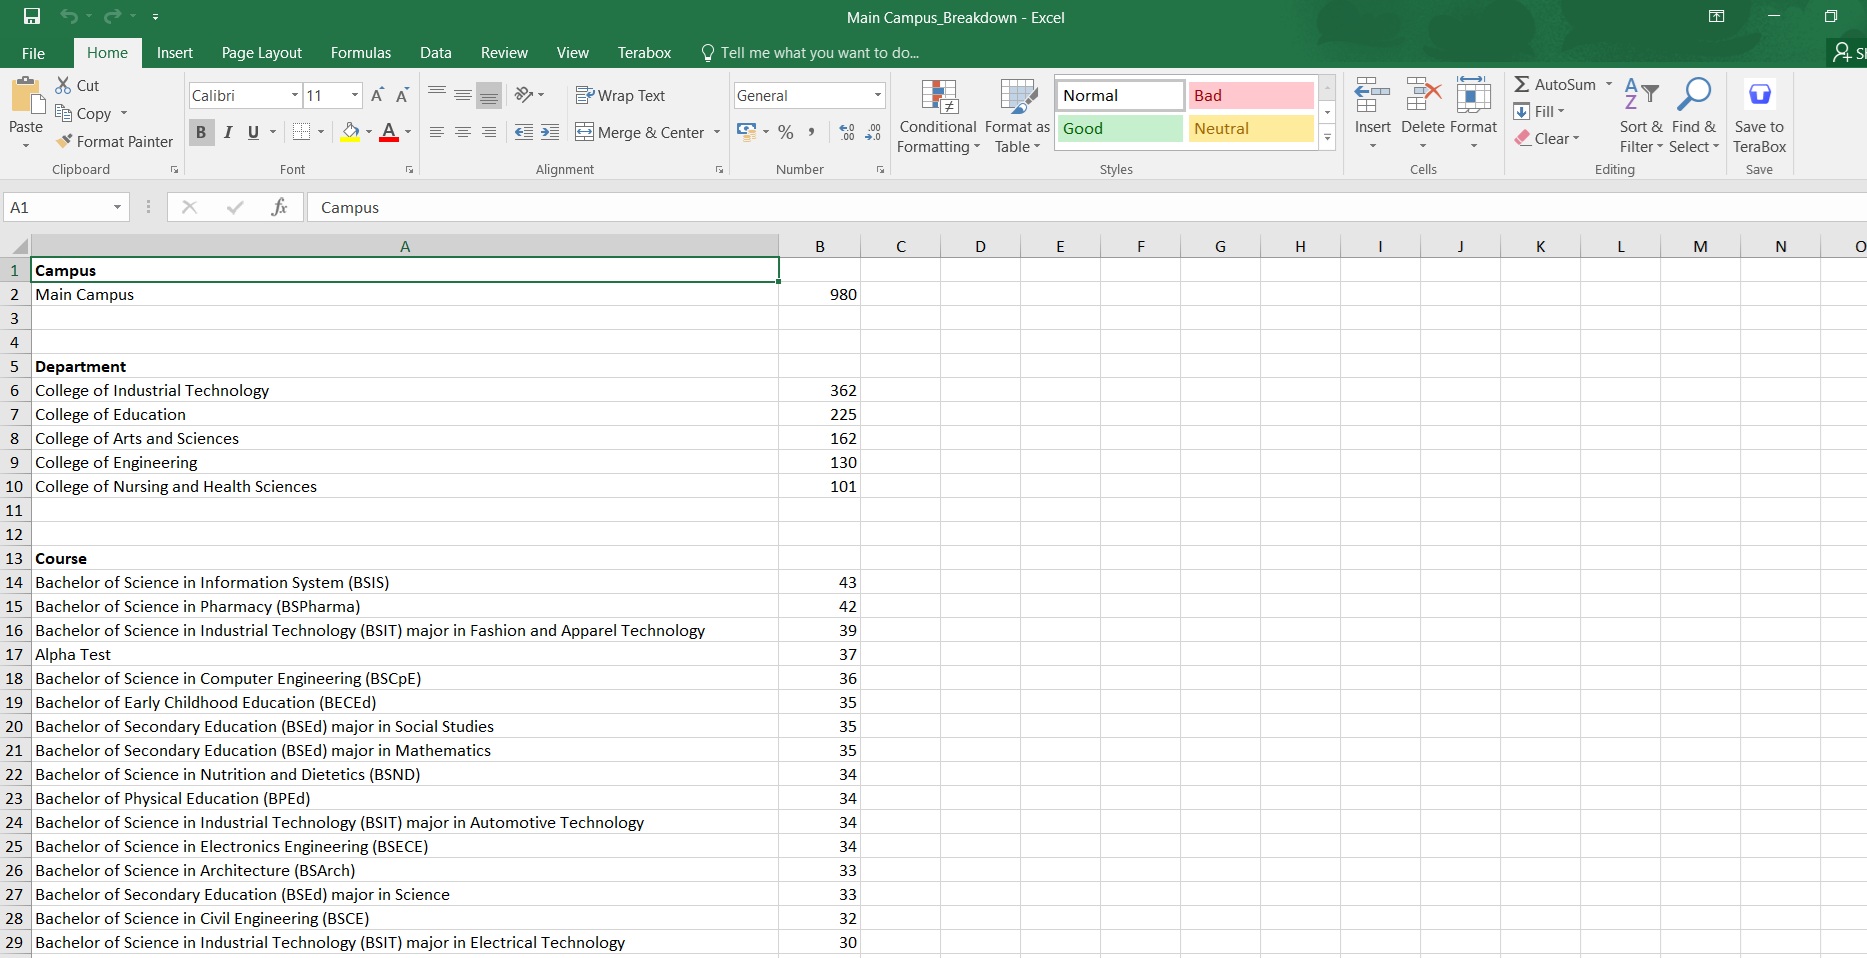 Main Campus_Breakdown - Excel
File Home Insert Page Layout Formulas Data Review View Terabox Tell me what you want to do...
Paste
Cut
Copy
Format Painter
Clipboard
Calibri 11
B I U
Font
Wrap Text
Merge & Center
Alignment
General
%
Number
Conditional Formatting
Format as Table
Normal Bad
Good Neutral
Styles
Insert Delete Format
Cells
AutoSum
Fill
Clear
Sort & Filter
Find & Select
Editing
Save to TeraBox
Save
A1 fx Campus
A B C D E F G H I J K L M N O
1 Campus
2 Main Campus 980
3
4
5 Department
6 College of Industrial Technology 362
7 College of Education 225
8 College of Arts and Sciences 162
9 College of Engineering 130
10 College of Nursing and Health Sciences 101
11
12
13 Course
14 Bachelor of Science in Information System (BSIS) 43
15 Bachelor of Science in Pharmacy (BSPharma) 42
16 Bachelor of Science in Industrial Technology (BSIT) major in Fashion and Apparel Technology 39
17 Alpha Test 37
18 Bachelor of Science in Computer Engineering (BSCpE) 36
19 Bachelor of Early Childhood Education (BECEd) 35
20 Bachelor of Secondary Education (BSEd) major in Social Studies 35
21 Bachelor of Secondary Education (BSEd) major in Mathematics 35
22 Bachelor of Science in Nutrition and Dietetics (BSND) 34
23 Bachelor of Physical Education (BPEd) 34
24 Bachelor of Science in Industrial Technology (BSIT) major in Automotive Technology 34
25 Bachelor of Science in Electronics Engineering (BSECE) 34
26 Bachelor of Science in Architecture (BSArch) 33
27 Bachelor of Secondary Education (BSEd) major in Science 33
28 Bachelor of Science in Civil Engineering (BSCE) 32
29 Bachelor of Science in Industrial Technology (BSIT) major in Electrical Technology 30